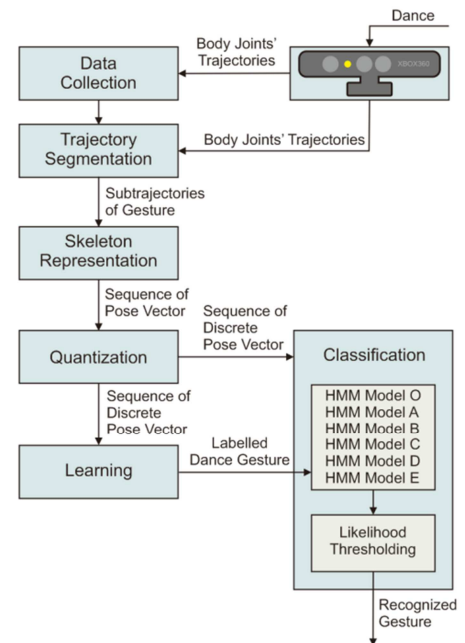 Dance
XBOX360
Body Joints'
Trajectories
Data
Collection
Body Joints' Trajectories
Trajectory
Segmentation
Subtrajectories
of Gesture
Skeleton
Representation
Sequence of
Pose Vector
Sequence of
Discrete
Pose Vector
Quantization
Classification
Sequence of
Discrete
Pose Vector
HMM Model O
HMM Model A
HMM Model B
HMM Model C
HMM Model D
HMM Model E
Labelled
Dance Gesture
Learning
Likelihood
Thresholding
Recognized
Gesture